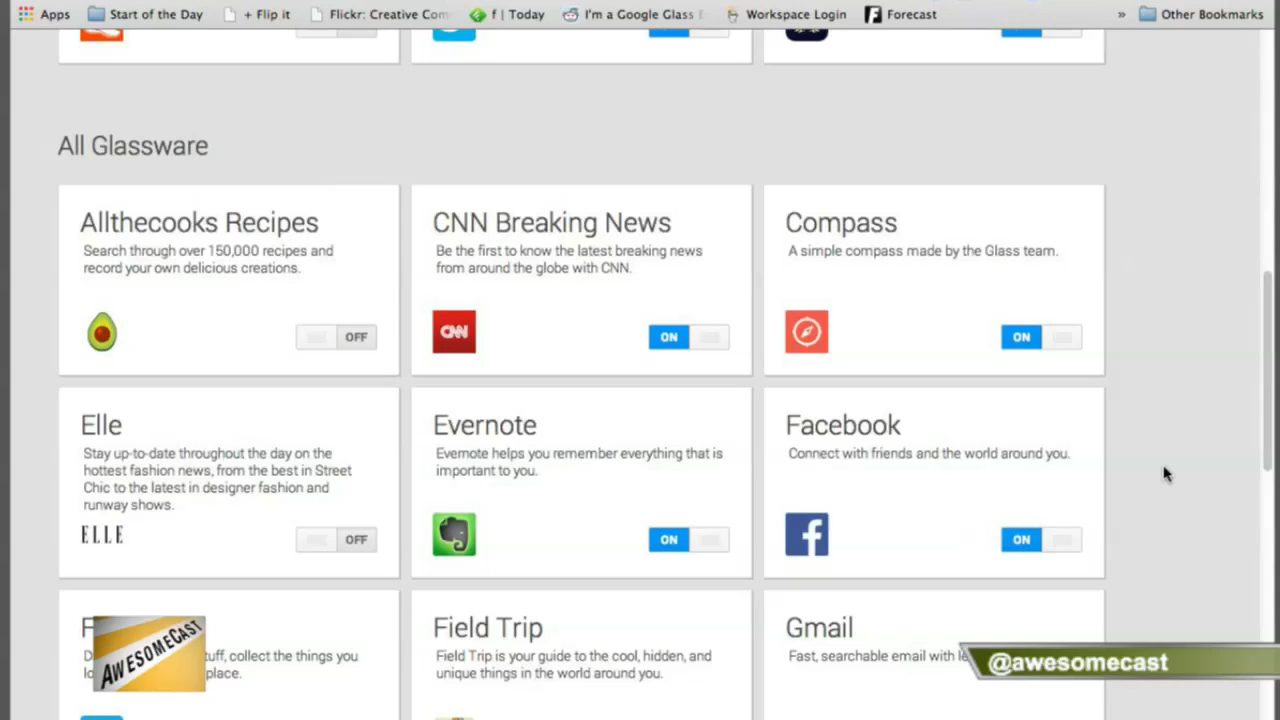 Apps Start of the Day + Flip it Flickr: Creative Com f | Today I'm a Google Glass Workspace Login Forecast » Other Bookmarks
All Glassware
Allthecooks Recipes
Search through over 150,000 recipes and
record your own delicious creations.
OFF
CNN Breaking News
Be the first to know the latest breaking news
from around the globe with CNN.
CNN
ON
Compass
A simple compass made by the Glass team.
ON
Elle
Stay up-to-date throughout the day on the
hottest fashion news, from the best in Street
Chic to the latest in designer fashion and
runway shows.
ELLE
OFF
Evernote
Evernote helps you remember everything that is
important to you.
ON
Facebook
Connect with friends and the world around you.
f
ON
AWESOMECAST
collect the things you
place.
Field Trip
Field Trip is your guide to the cool, hidden, and
unique things in the world around you.
Gmail
Fast, searchable email with
@awesomecast